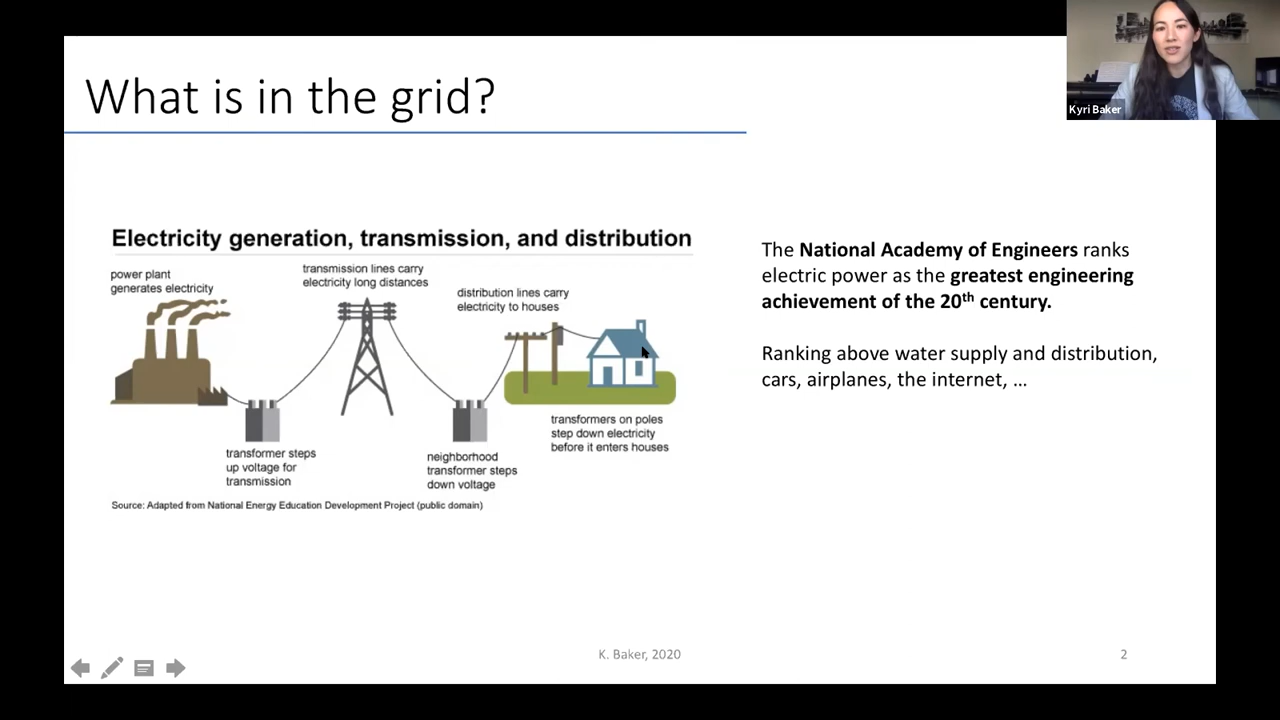 What is in the grid?
Kyri Baker
Electricity generation, transmission, and distribution
power plant
generates electricity
transmission lines carry
electricity long distances
distribution lines carry
electricity to houses
transformer steps
up voltage for
transmission
neighborhood
transformer steps
down voltage
transformers on poles
step down electricity
before it enters houses
Source: Adapted from National Energy Education Development Project (public domain)
The National Academy of Engineers ranks
electric power as the greatest engineering
achievement of the 20th century.
Ranking above water supply and distribution,
cars, airplanes, the internet, ...
K. Baker, 2020
2